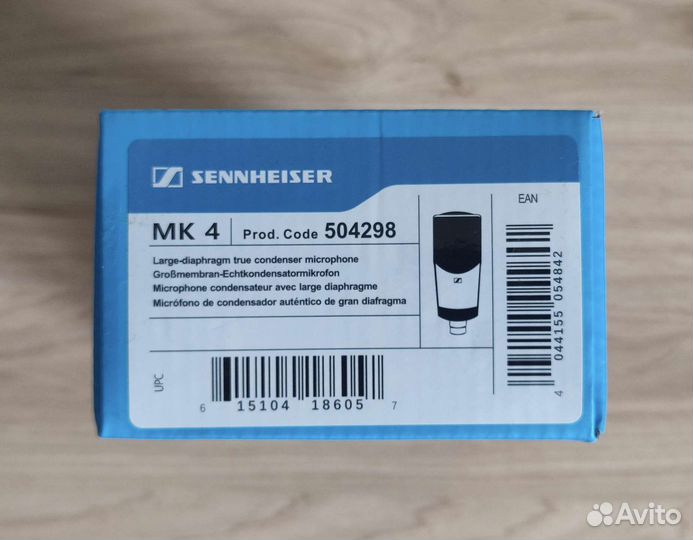 SENNHEISER
MK 4
Prod. Code 504298
Large-diaphragm true condenser microphone
Großmembran-Echtkondensatormikrofon
Microphone condensateur avec large diaphragme
Micrófono de condensador auténtico de gran diafragma
UPC
6 15104 18605 7
EAN
4 044155 054842
Avito